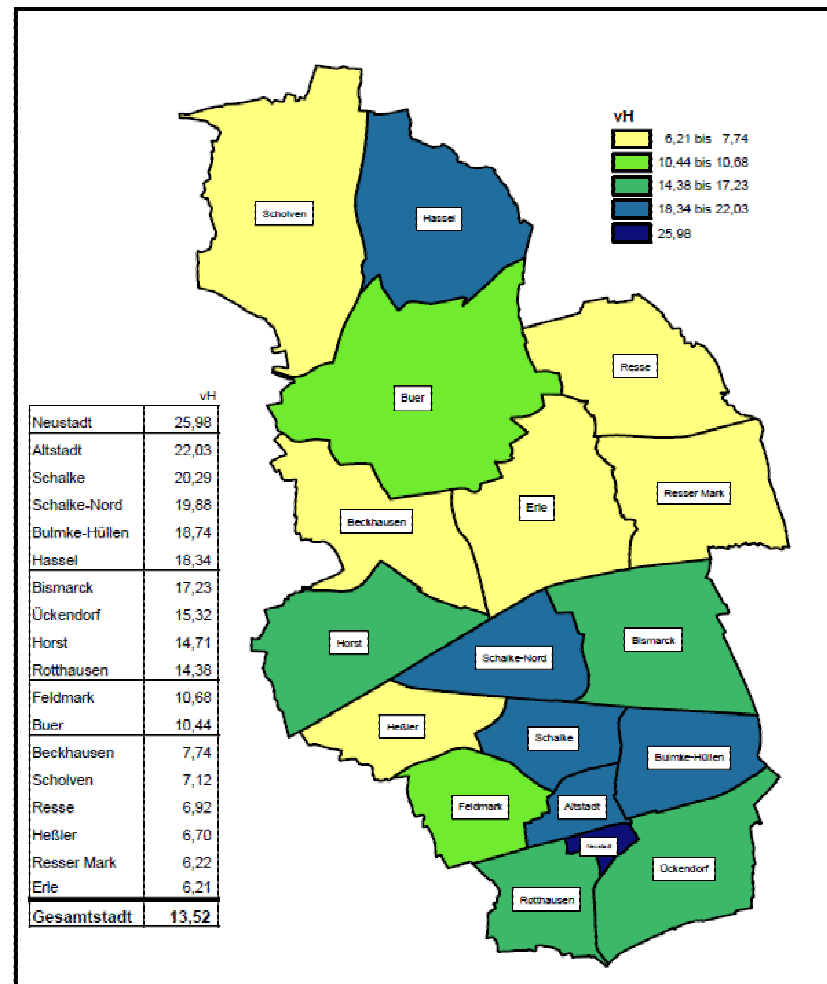 vH
6,21 bis 7,74
10,44 bis 10,68
14,38 bis 17,23
18,34 bis 22,03
25,98
Scholven
Hassel
Resse
Buer
Resser Mark
Erle
Beckhausen
Horst
Bismarck
Schalke-Nord
Heßler
Schalke
Bulmke-Hüllen
Feldmark
Altstadt
Neustadt
Ückendorf
Rotthausen
vH
Neustadt 25,98
Altstadt 22,03
Schalke 20,29
Schalke-Nord 19,88
Bulmke-Hüllen 18,74
Hassel 18,34
Bismarck 17,23
Ückendorf 15,32
Horst 14,71
Rotthausen 14,38
Feldmark 10,68
Buer 10,44
Beckhausen 7,74
Scholven 7,12
Resse 6,92
Heßler 6,70
Resser Mark 6,22
Erle 6,21
Gesamtstadt 13,52